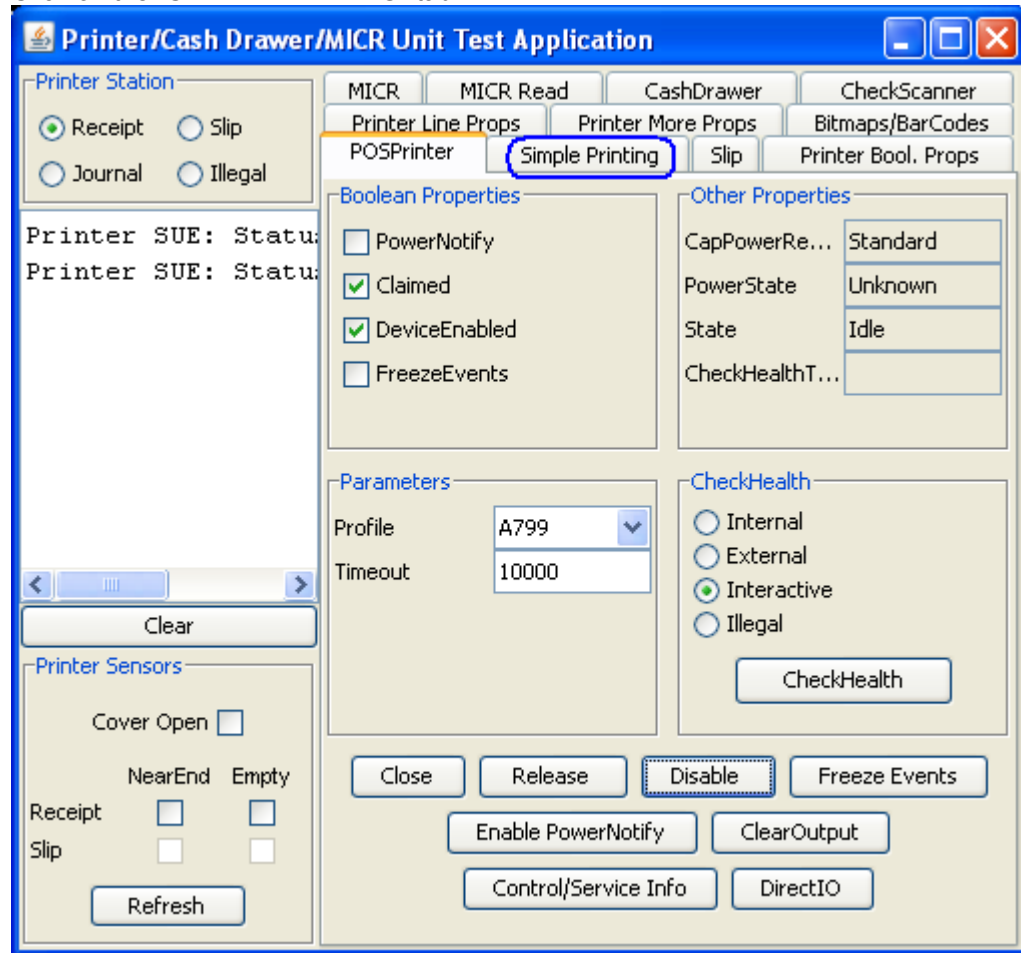 Printer/Cash Drawer/MICR Unit Test Application
Printer Station
Receipt Slip
Journal Illegal
Printer SUE: Statu
Printer SUE: Statu
Clear
Printer Sensors
Cover Open
NearEnd Empty
Receipt
Slip
Refresh
MICR MICR Read CashDrawer CheckScanner
Printer Line Props Printer More Props Bitmaps/BarCodes
POSPrinter Simple Printing Slip Printer Bool. Props
Boolean Properties
PowerNotify
Claimed
DeviceEnabled
FreezeEvents
Other Properties
CapPowerRe... Standard
PowerState Unknown
State Idle
CheckHealthT...
Parameters
Profile A799
Timeout 10000
CheckHealth
Internal
External
Interactive
Illegal
CheckHealth
Close Release Disable Freeze Events
Enable PowerNotify ClearOutput
Control/Service Info DirectIO